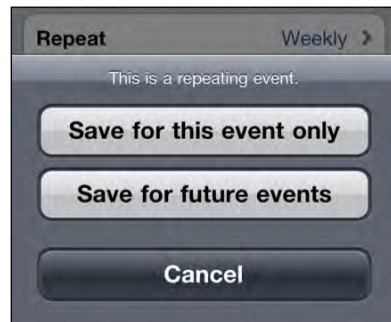 Repeat Weekly
This is a repeating event.
Save for this event only
Save for future events
Cancel